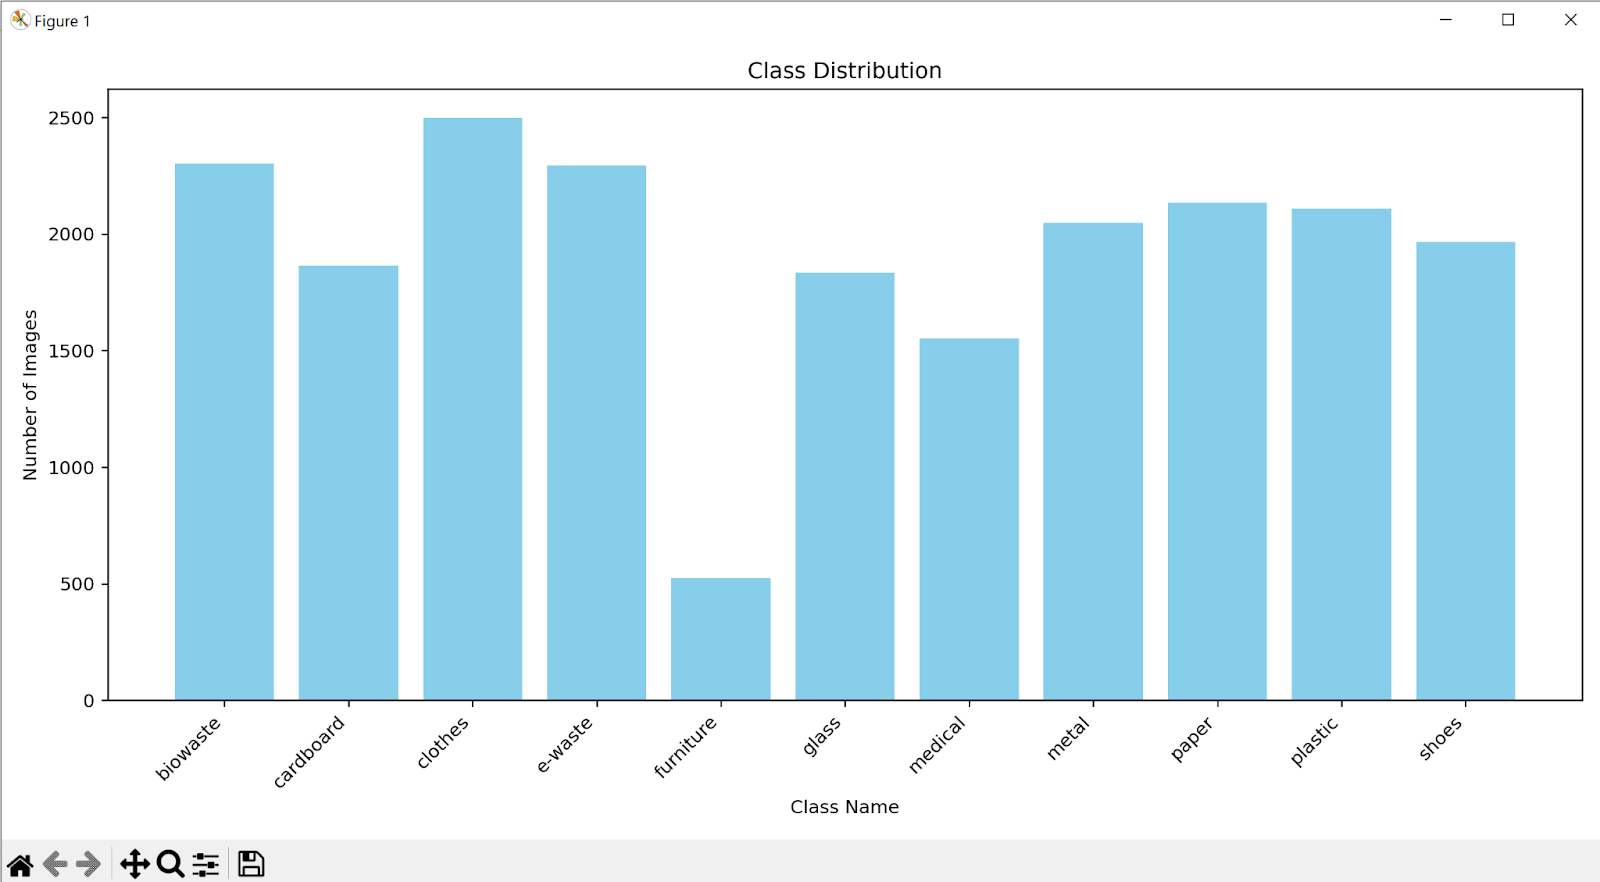 Figure 1
Class Distribution
2500
2000
1500
1000
500
0
Number of Images
biowaste
cardboard
clothes
e-waste
furniture
glass
medical
metal
paper
plastic
shoes
Class Name